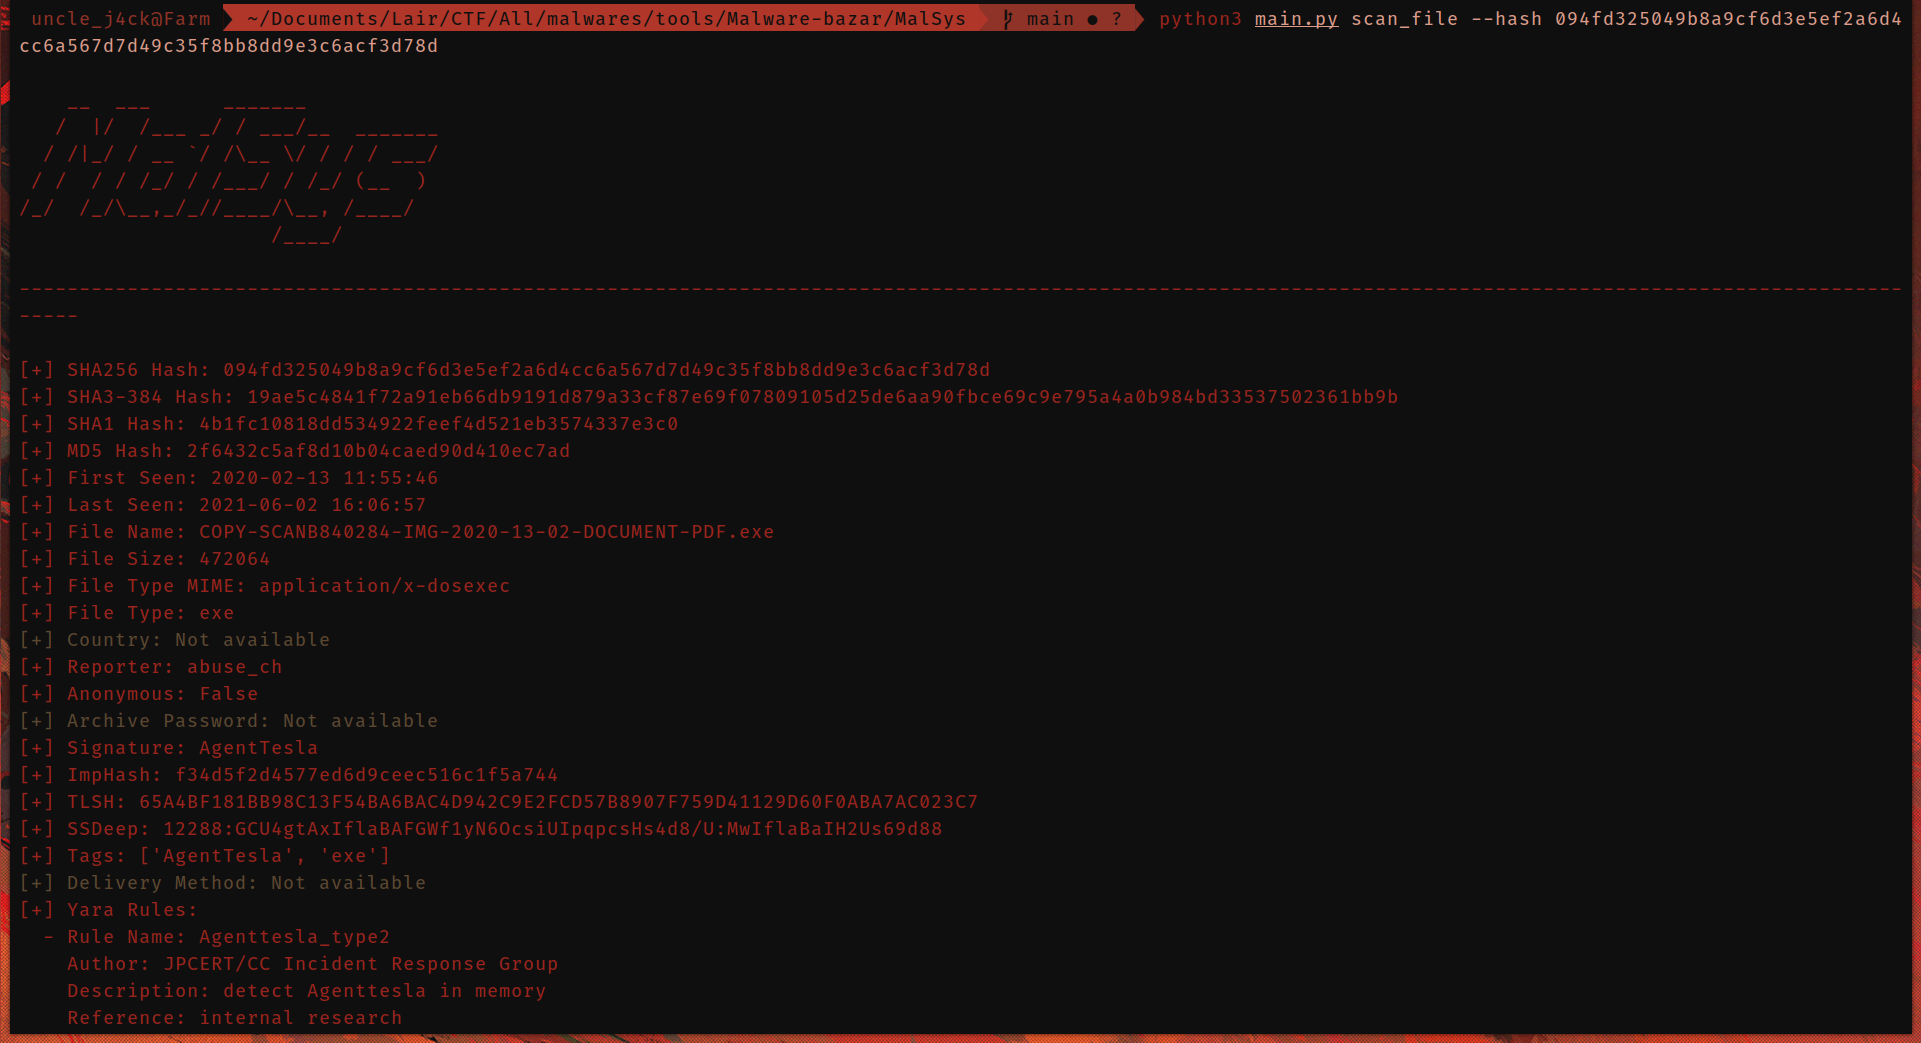 uncle_j4ck@Farm ~/Documents/Lair/CTF/All/malwares/tools/Malware-bazar/MalSys main ● ? python3 main.py scan_file --hash 094fd325049b8a9cf6d3e5ef2a6d4
cc6a567d7d49c35f8bb8dd9e3c6acf3d78d
    __  ___      _______
   /  |/  /___ _/ / ___/__  _______
  / /|_/ / __ `/ /\__ \/ / / / ___/
 / /  / / /_/ / /___/ / /_/ (__  )
/_/  /_/\__,_/_//____/\__, /____/
                     /____/
-------------------------------------------------------------------------------------------------------------------------------------------------------------
-----
[+] SHA256 Hash: 094fd325049b8a9cf6d3e5ef2a6d4cc6a567d7d49c35f8bb8dd9e3c6acf3d78d
[+] SHA3-384 Hash: 19ae5c4841f72a91eb66db9191d879a33cf87e69f07809105d25de6aa90fbce69c9e795a4a0b984bd33537502361bb9b
[+] SHA1 Hash: 4b1fc10818dd534922feef4d521eb3574337e3c0
[+] MD5 Hash: 2f6432c5af8d10b04caed90d410ec7ad
[+] First Seen: 2020-02-13 11:55:46
[+] Last Seen: 2021-06-02 16:06:57
[+] File Name: COPY-SCANB840284-IMG-2020-13-02-DOCUMENT-PDF.exe
[+] File Size: 472064
[+] File Type MIME: application/x-dosexec
[+] File Type: exe
[+] Country: Not available
[+] Reporter: abuse_ch
[+] Anonymous: False
[+] Archive Password: Not available
[+] Signature: AgentTesla
[+] ImpHash: f34d5f2d4577ed6d9ceec516c1f5a744
[+] TLSH: 65A4BF181BB98C13F54BA6BAC4D942C9E2FCD57B8907F759D41129D60F0ABA7AC023C7
[+] SSDeep: 12288:GCU4gtAxIflaBAFGWf1yN6OcsiUIpqpcsHs4d8/U:MwIflaBaIH2Us69d88
[+] Tags: ['AgentTesla', 'exe']
[+] Delivery Method: Not available
[+] Yara Rules:
  - Rule Name: Agenttesla_type2
    Author: JPCERT/CC Incident Response Group
    Description: detect Agenttesla in memory
    Reference: internal research